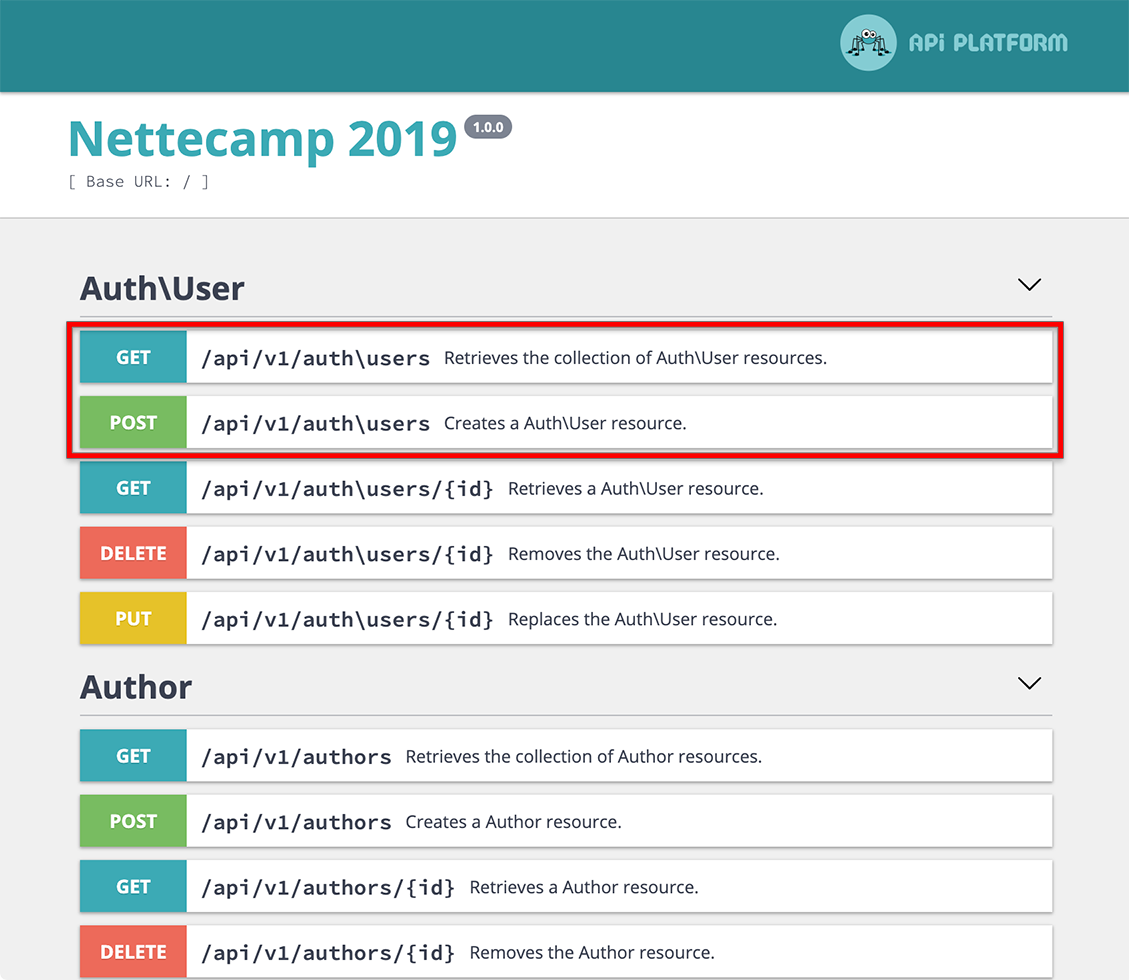 APi PLATFORM
Nettecamp 2019 1.0.0
[ Base URL: / ]
Auth\User
GET /api/v1/auth\users Retrieves the collection of Auth\User resources.
POST /api/v1/auth\users Creates a Auth\User resource.
GET /api/v1/auth\users/{id} Retrieves a Auth\User resource.
DELETE /api/v1/auth\users/{id} Removes the Auth\User resource.
PUT /api/v1/auth\users/{id} Replaces the Auth\User resource.
Author
GET /api/v1/authors Retrieves the collection of Author resources.
POST /api/v1/authors Creates a Author resource.
GET /api/v1/authors/{id} Retrieves a Author resource.
DELETE /api/v1/authors/{id} Removes the Author resource.